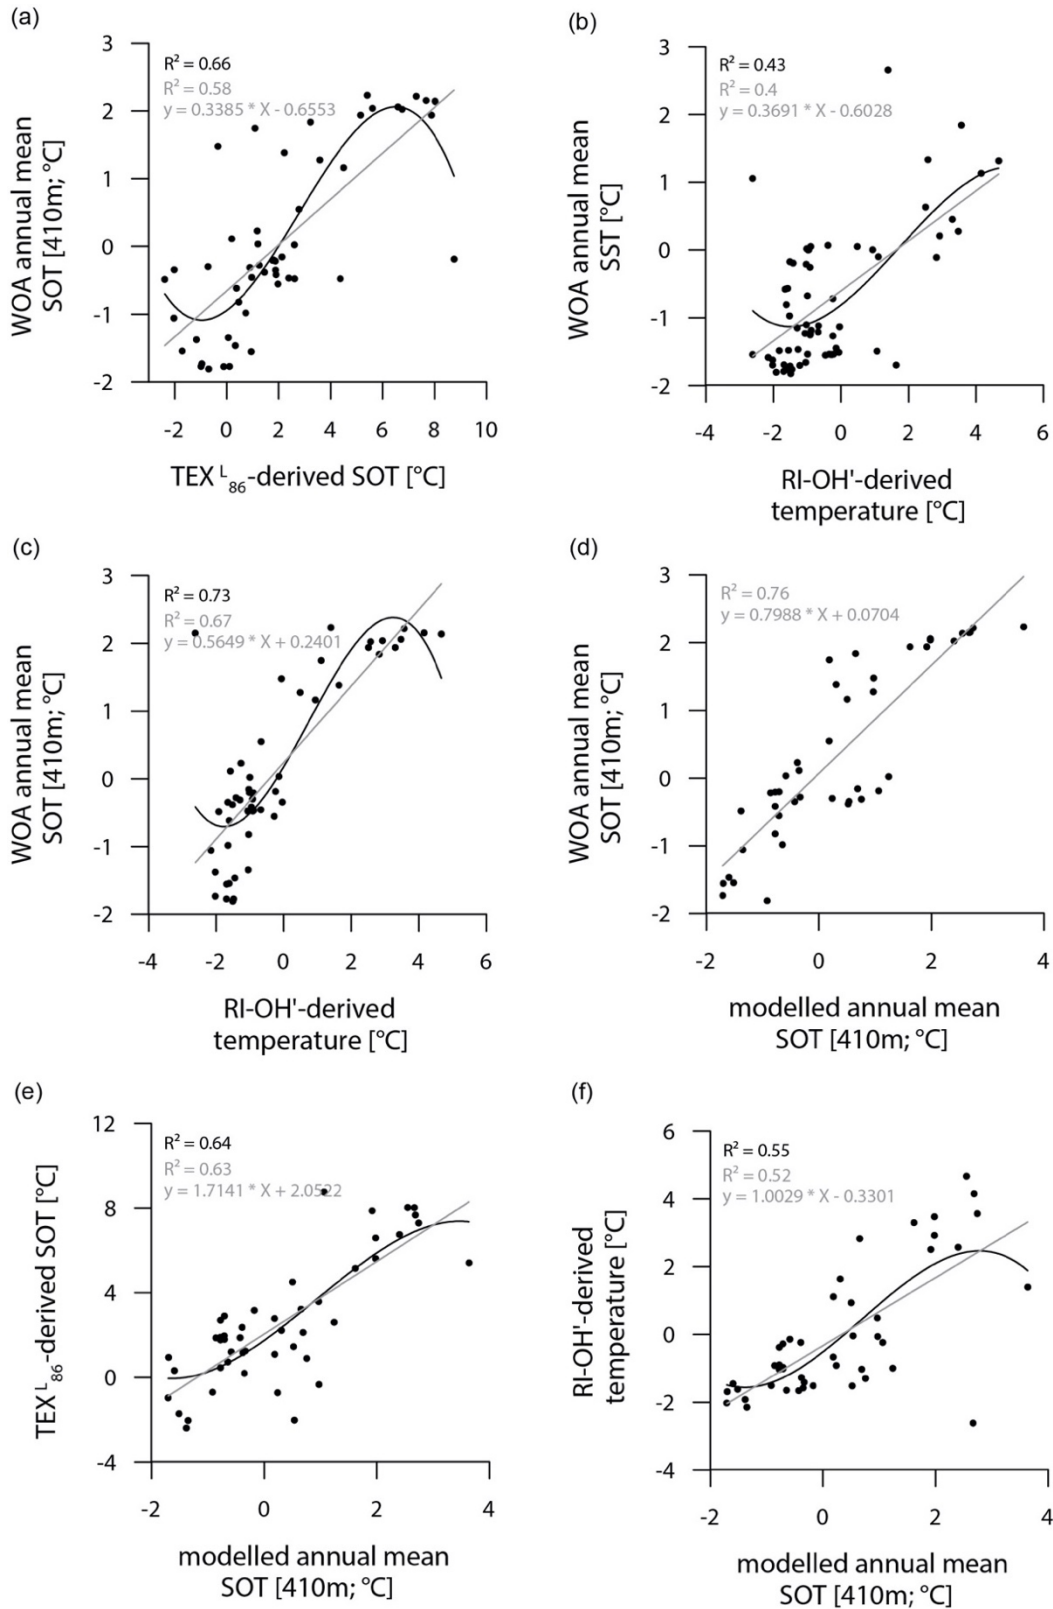 (a)
3
2
1
0
-1
-2
WOA annual mean
SOT [410m; °C]
R² = 0.66
R² = 0.58
y = 0.3385 * X - 0.6553
-2 0 2 4 6 8 10
TEX L 86-derived SOT [°C]
(b)
3
2
1
0
-1
-2
WOA annual mean
SST [°C]
R² = 0.43
R² = 0.4
y = 0.3691 * X - 0.6028
-4 -2 0 2 4 6
RI-OH'-derived
temperature [°C]
(c)
3
2
1
0
-1
-2
WOA annual mean
SOT [410m; °C]
R² = 0.73
R² = 0.67
y = 0.5649 * X + 0.2401
-4 -2 0 2 4 6
RI-OH'-derived
temperature [°C]
(d)
3
2
1
0
-1
-2
WOA annual mean
SOT [410m; °C]
R² = 0.76
y = 0.7988 * X + 0.0704
-2 0 2 4
modelled annual mean
SOT [410m; °C]
(e)
12
8
4
0
-4
TEX L 86-derived SOT [°C]
R² = 0.64
R² = 0.63
y = 1.7141 * X + 2.0522
-2 0 2 4
modelled annual mean
SOT [410m; °C]
(f)
6
4
2
0
-2
-4
RI-OH'-derived
temperature [°C]
R² = 0.55
R² = 0.52
y = 1.0029 * X - 0.3301
-2 0 2 4
modelled annual mean
SOT [410m; °C]